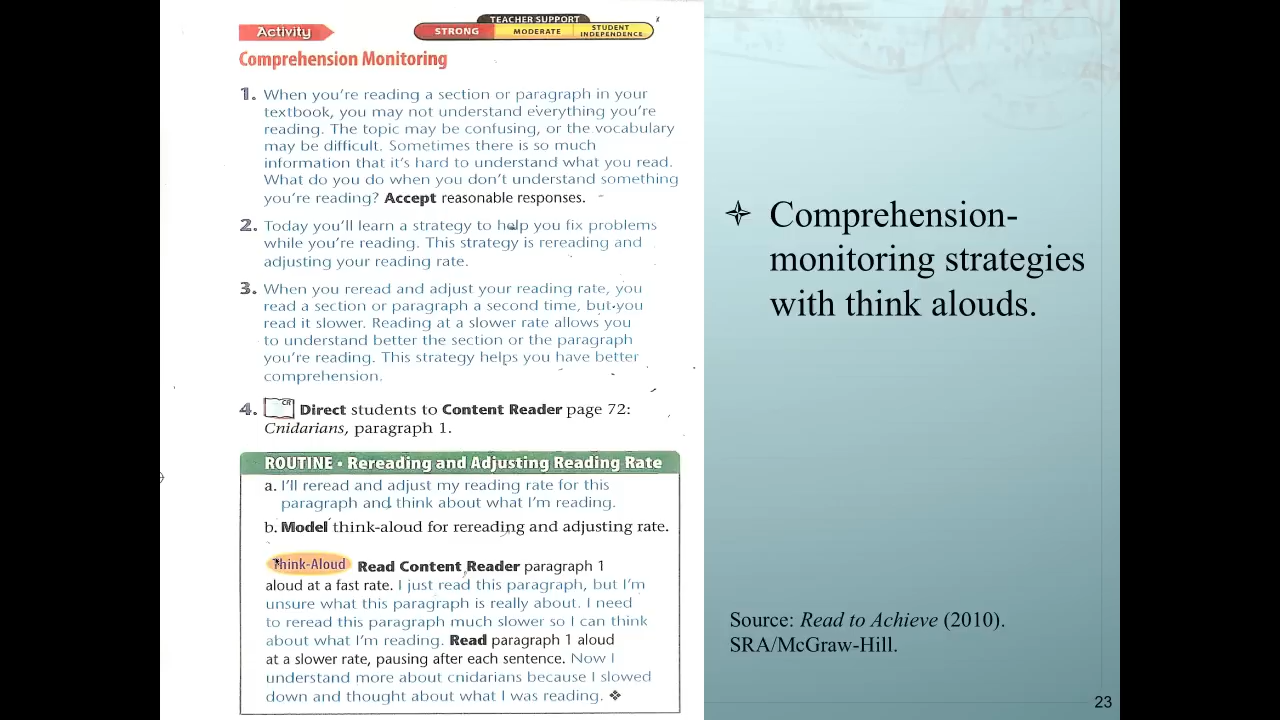 TEACHER SUPPORT
Activity
STRONG
MODERATE
STUDENT
INDEPENDENCE
Comprehension Monitoring
1. When you're reading a section or paragraph in your
textbook, you may not understand everything you're
reading. The topic may be confusing, or the vocabulary
may be difficult. Sometimes there is so much
information that it's hard to understand what you read.
What do you do when you don't understand something
you're reading? Accept reasonable responses.
2. Today you'll learn a strategy to help you fix problems
while you're reading. This strategy is rereading and
adjusting your reading rate.
3. When you reread and adjust your reading rate, you
read a section or paragraph a second time, but you
read it slower. Reading at a slower rate allows you
to understand better the section or the paragraph
you're reading. This strategy helps you have better
comprehension.
4. CR Direct students to Content Reader page 72:
Cnidarians, paragraph 1.
ROUTINE • Rereading and Adjusting Reading Rate
a. I'll reread and adjust my reading rate for this
paragraph and think about what I'm reading.
b. Model think-aloud for rereading and adjusting rate.
Think-Aloud Read Content Reader paragraph 1
aloud at a fast rate. I just read this paragraph, but I'm
unsure what this paragraph is really about. I need
to reread this paragraph much slower so I can think
about what I'm reading. Read paragraph 1 aloud
at a slower rate, pausing after each sentence. Now I
understand more about cnidarians because I slowed
down and thought about what I was reading. ❖
✧ Comprehension-
monitoring strategies
with think alouds.
Source: Read to Achieve (2010).
SRA/McGraw-Hill.
23